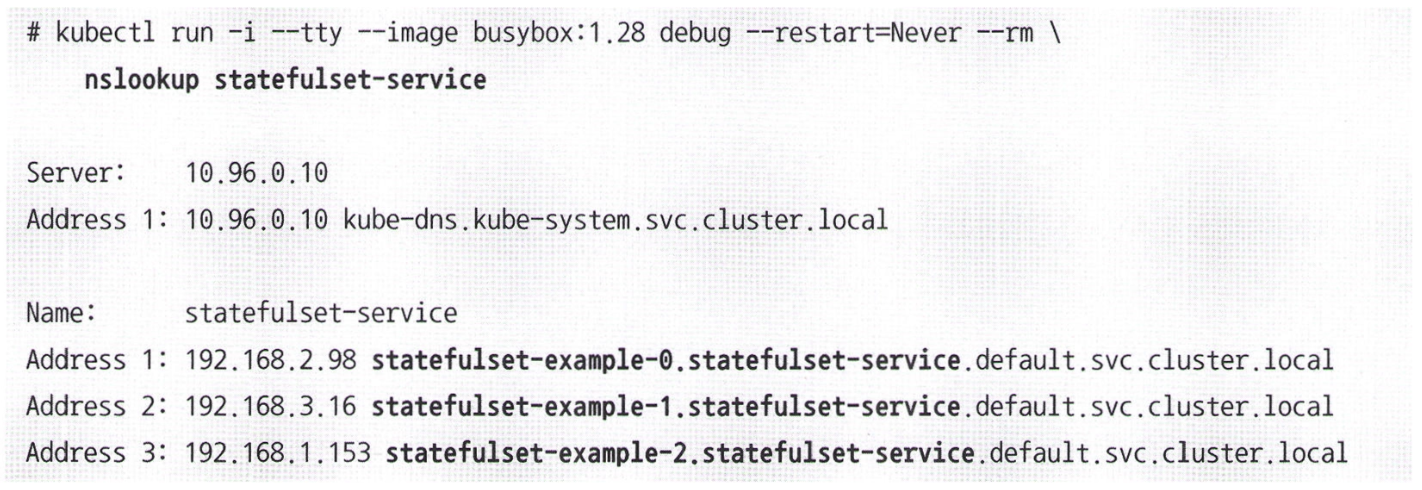 # kubectl run -i --tty --image busybox:1.28 debug --restart=Never --rm \
nslookup statefulset-service
Server: 10.96.0.10
Address 1: 10.96.0.10 kube-dns.kube-system.svc.cluster.local
Name: statefulset-service
Address 1: 192.168.2.98 statefulset-example-0.statefulset-service.default.svc.cluster.local
Address 2: 192.168.3.16 statefulset-example-1.statefulset-service.default.svc.cluster.local
Address 3: 192.168.1.153 statefulset-example-2.statefulset-service.default.svc.cluster.local